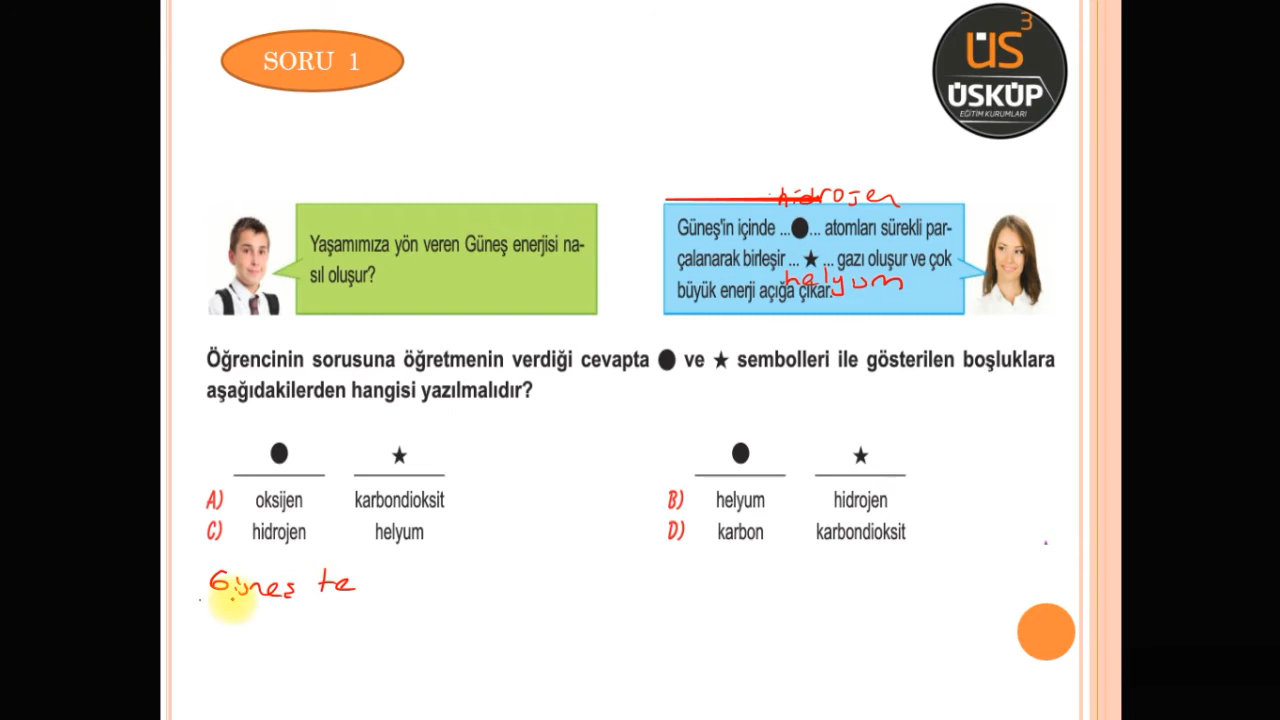 SORU 1
ÜS3
ÜSKÜP
EĞİTİM KURUMLARI
Yaşamımıza yön veren Güneş enerjisi na-
sıl oluşur?
hidrojen
Güneş'in içinde ...●... atomları sürekli par-
çalanarak birleşir ... ★ ... gazı oluşur ve çok
helyum
büyük enerji açığa çıkar.
Öğrencinin sorusuna öğretmenin verdiği cevapta ● ve ★ sembolleri ile gösterilen boşluklara
aşağıdakilerden hangisi yazılmalıdır?
● ★
A) oksijen karbondioksit
C) hidrojen helyum
● ★
B) helyum hidrojen
D) karbon karbondioksit
Güneş te